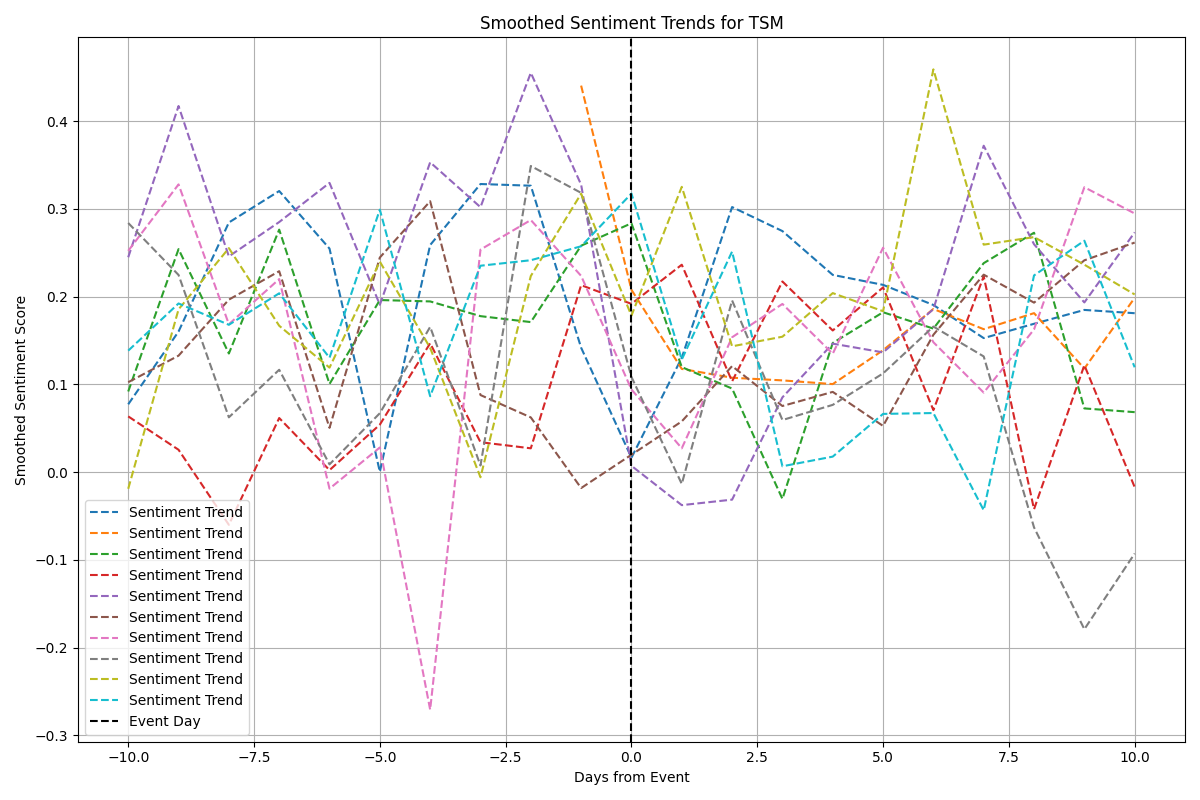 Smoothed Sentiment Trends for TSM
Smoothed Sentiment Score
0.4
0.3
0.2
0.1
0.0
−0.1
−0.2
−0.3
Sentiment Trend
Sentiment Trend
Sentiment Trend
Sentiment Trend
Sentiment Trend
Sentiment Trend
Sentiment Trend
Sentiment Trend
Sentiment Trend
Sentiment Trend
Event Day
−10.0 −7.5 −5.0 −2.5 0.0 2.5 5.0 7.5 10.0
Days from Event